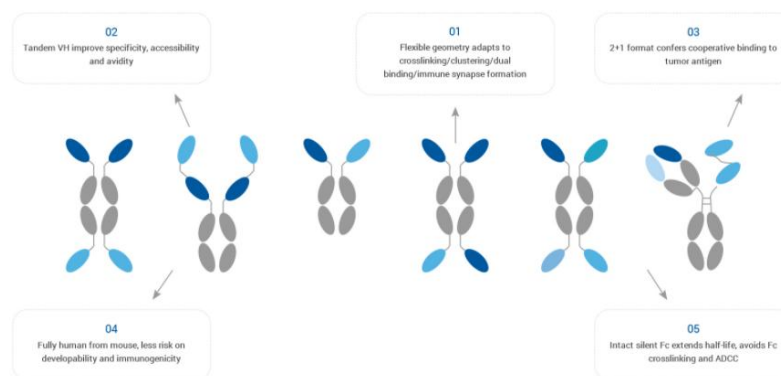 02
Tandem VH improve specificity, accessibility
and avidity
01
Flexible geometry adapts to
crosslinking/clustering/dual
binding/immune synapse formation
03
2+1 format confers cooperative binding to
tumor antigen
04
Fully human from mouse, less risk on
developability and immunogenicity
05
Intact silent Fc extends half-life, avoids Fc
crosslinking and ADCC